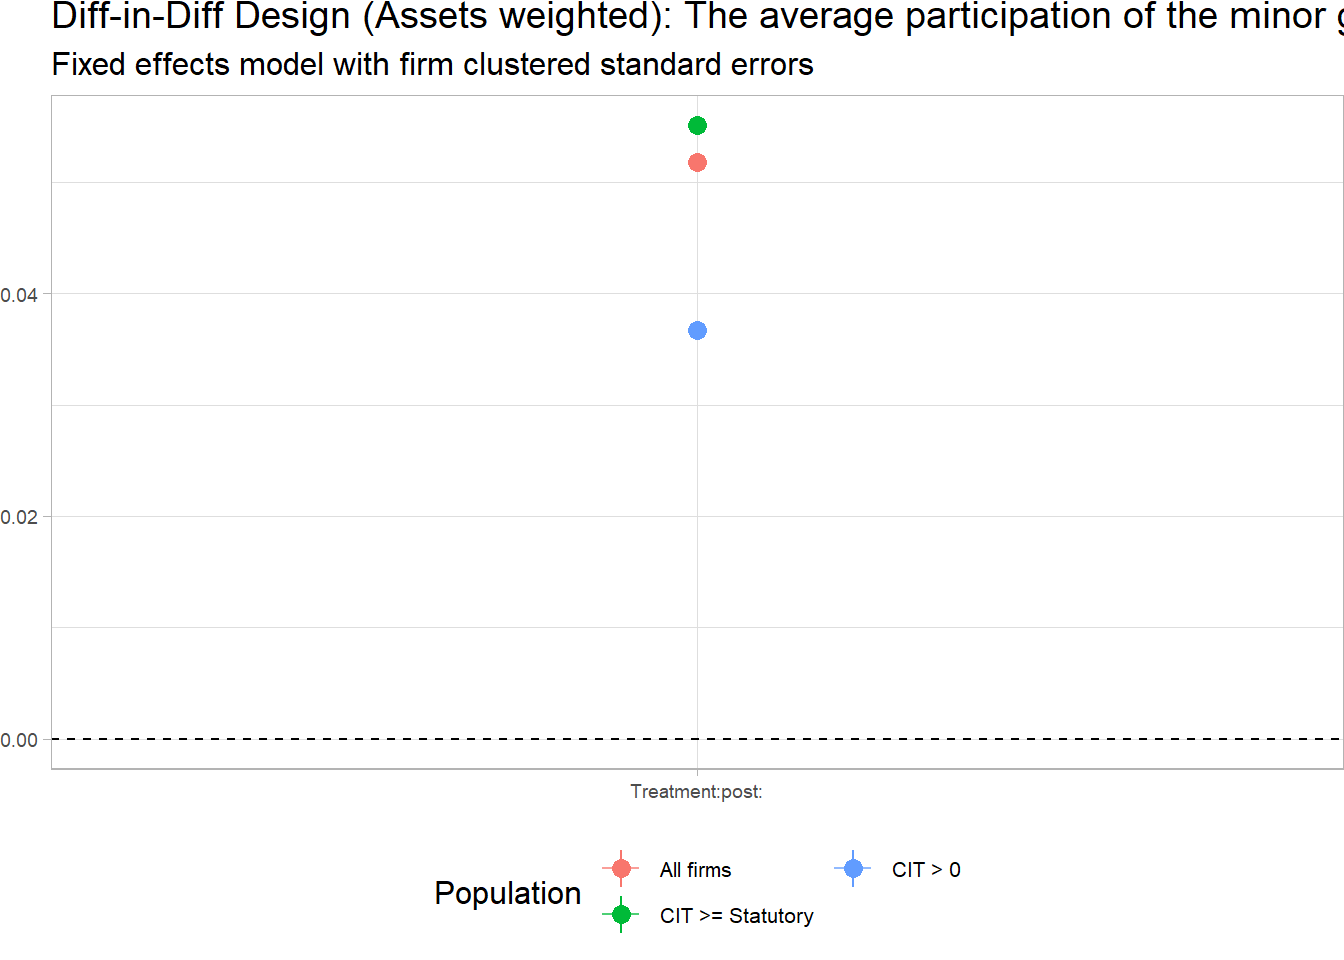 Diff-in-Diff Design (Assets weighted): The average participation of the minor
Fixed effects model with firm clustered standard errors
0.04
0.02
0.00
Treatment:post:
Population
All firms
CIT > 0
CIT >= Statutory